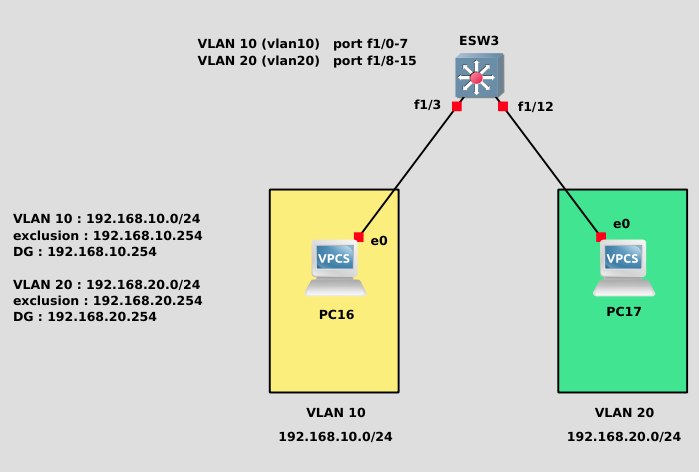 ESW3
VLAN 10 (vlan10) port f1/0-7
VLAN 20 (vlan20) port f1/8-15
f1/3
f1/12
VLAN 10 : 192.168.10.0/24
exclusion : 192.168.10.254
DG : 192.168.10.254
VLAN 20 : 192.168.20.0/24
exclusion : 192.168.20.254
DG : 192.168.20.254
e0
VPCS
PC16
e0
VPCS
PC17
VLAN 10
192.168.10.0/24
VLAN 20
192.168.20.0/24